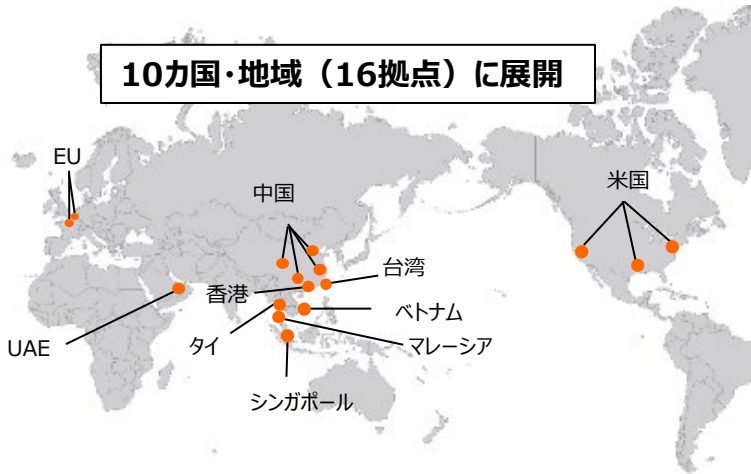 10カ国・地域（16拠点）に展開
EU
中国
米国
台湾
香港
ベトナム
UAE
タイ
マレーシア
シンガポール